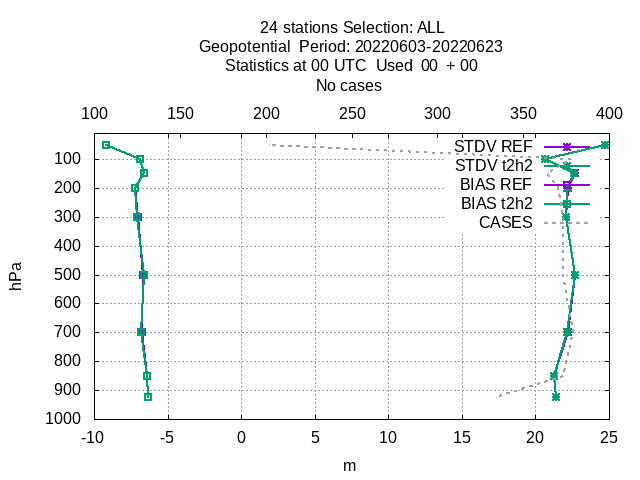 24 stations Selection: ALL
Geopotential  Period: 20220603-20220623
Statistics at 00 UTC  Used  00  + 00
No cases
100 150 200 250 300 350 400
STDV REF
STDV t2h2
BIAS REF
BIAS t2h2
CASES
hPa
100
200
300
400
500
600
700
800
900
1000
-10 -5 0 5 10 15 20 25
m